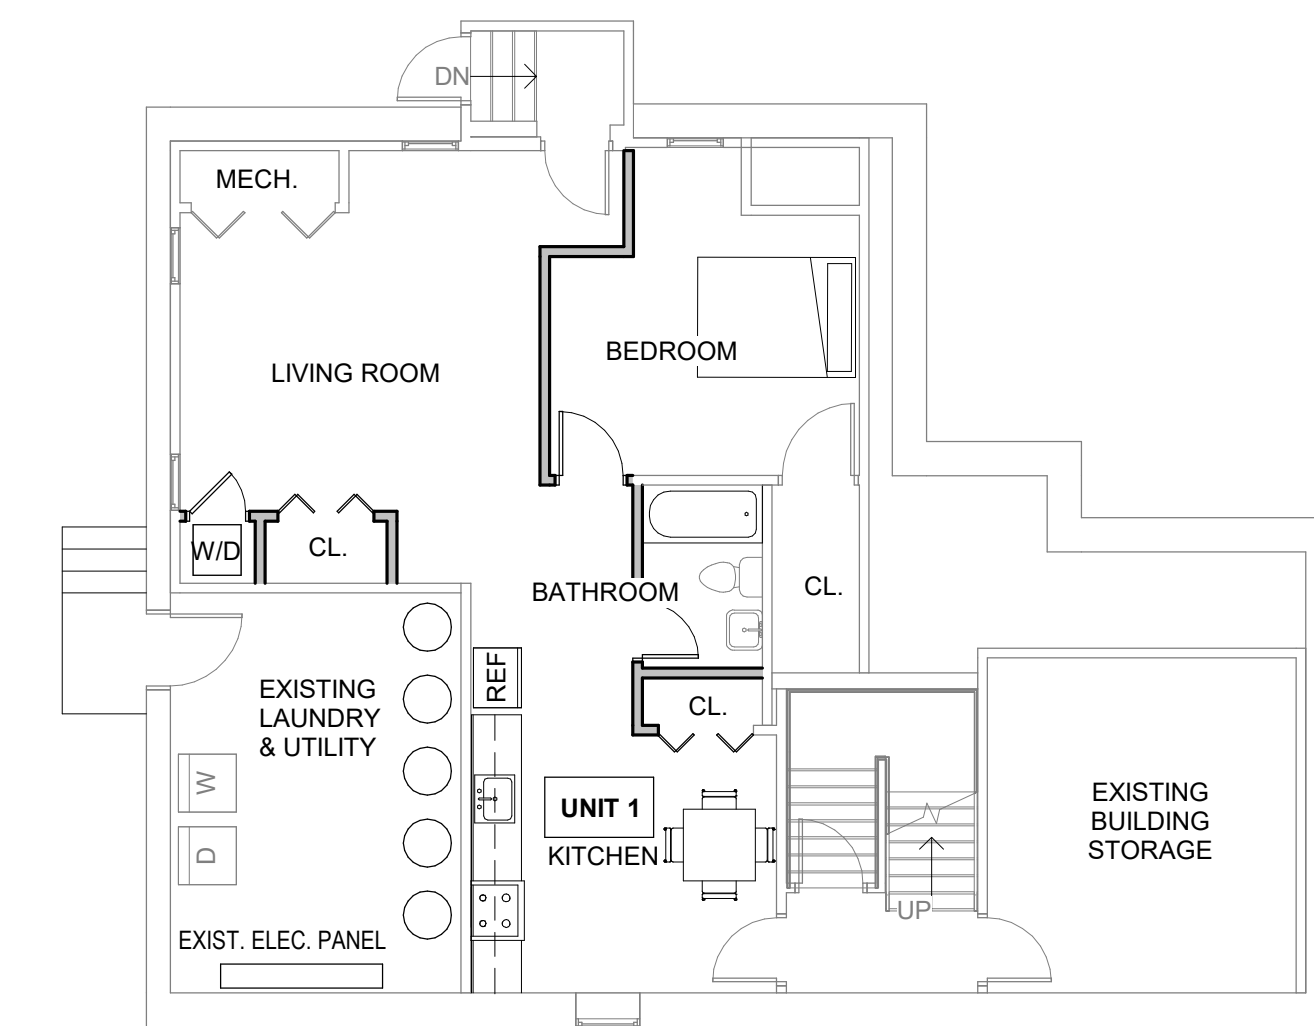 DN
MECH.
BEDROOM
LIVING ROOM
W/D
CL.
BATHROOM
CL.
REF
EXISTING
LAUNDRY
& UTILITY
CL.
W
D
UNIT 1
KITCHEN
EXISTING
BUILDING
STORAGE
UP
EXIST. ELEC. PANEL